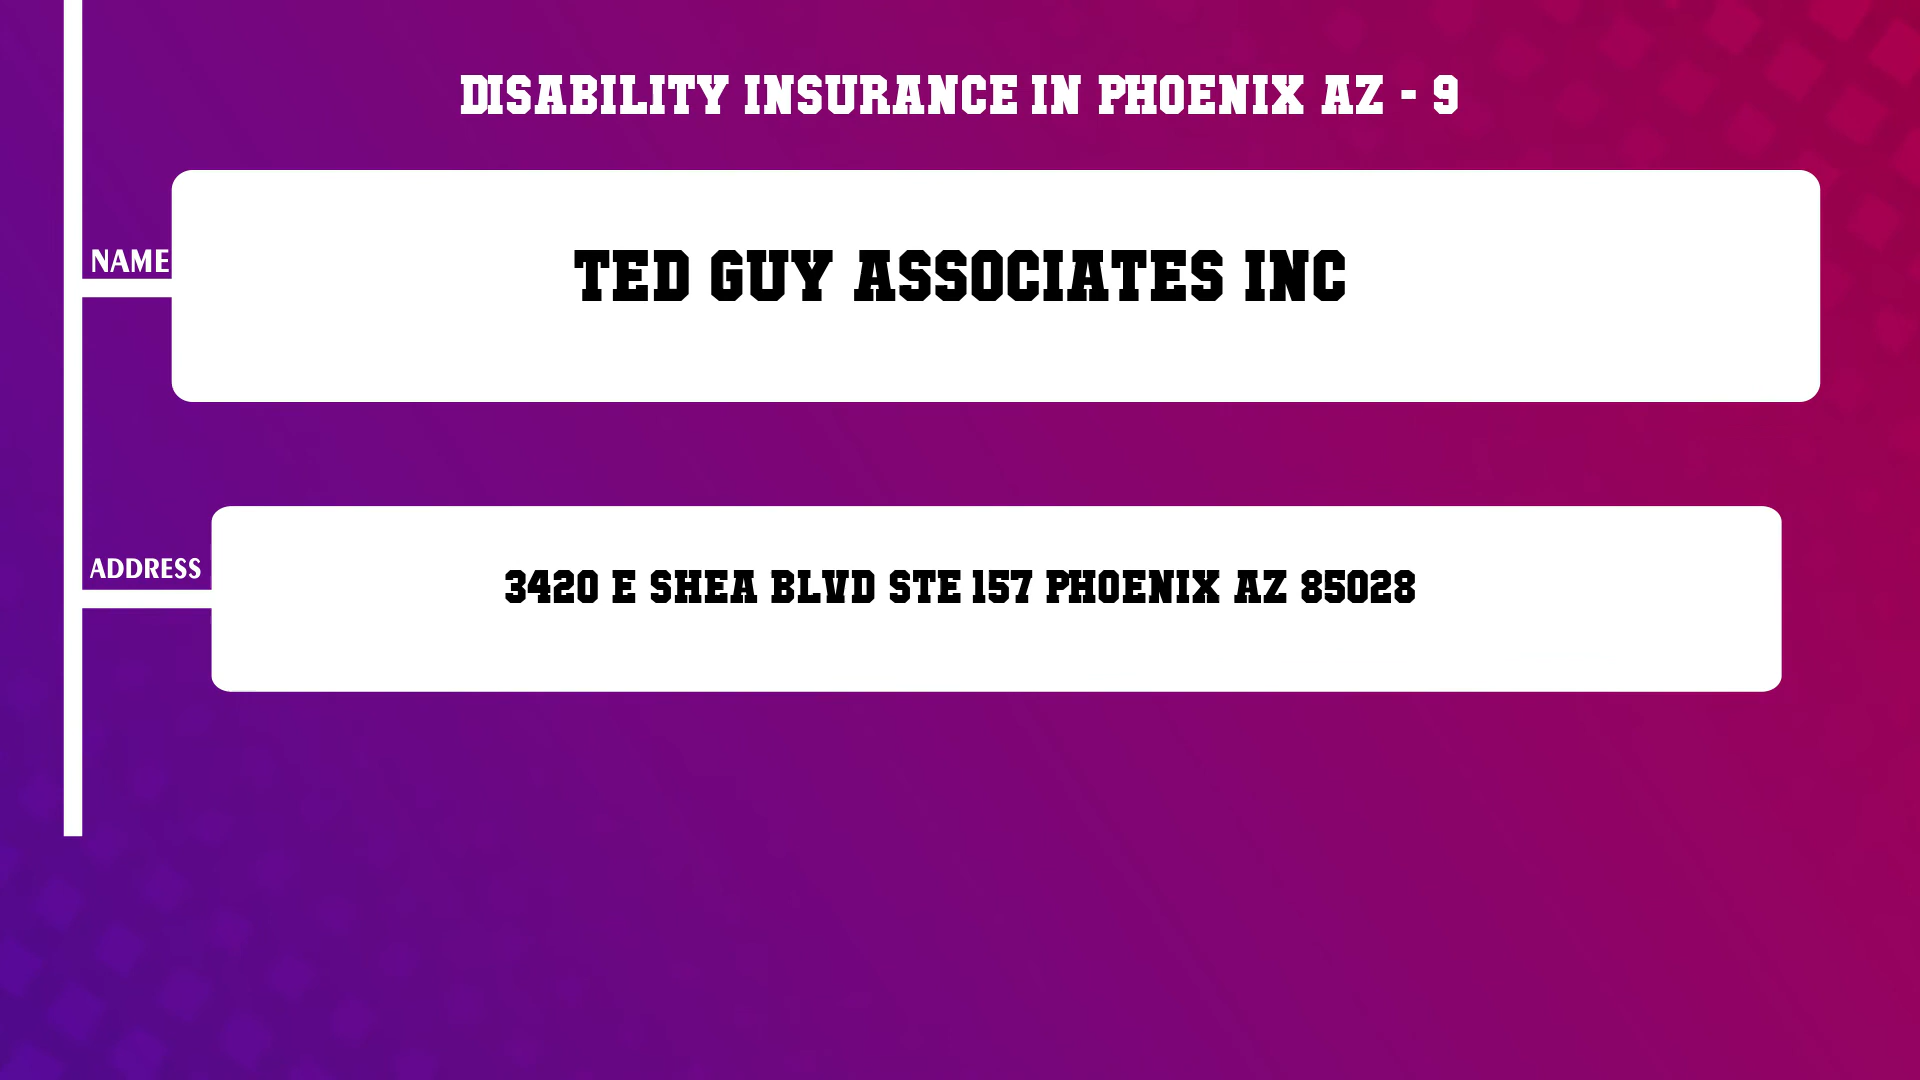 DISABILITY INSURANCE IN PHOENIX AZ - 9
NAME
TED GUY ASSOCIATES INC
ADDRESS
3420 E SHEA BLVD STE 157 PHOENIX AZ 85028